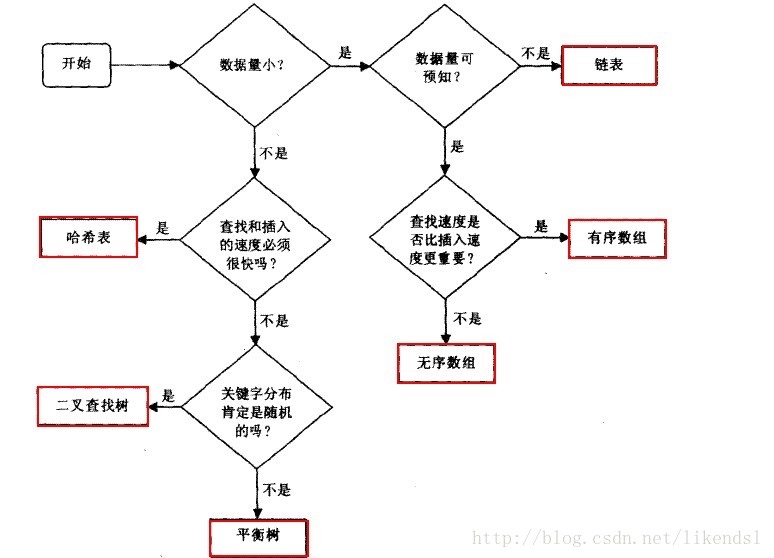 开始
数据量小?
是
数据量可
预知?
不是
链表
不是
是
哈希表
是
查找和插入
的速度必须
很快吗?
查找速度是
否比插入速
度更重要?
是
有序数组
不是
不是
无序数组
二叉查找树
是
关键字分布
肯定是随机
的吗?
不是
平衡树
http://blog.csdn.net/likendsl